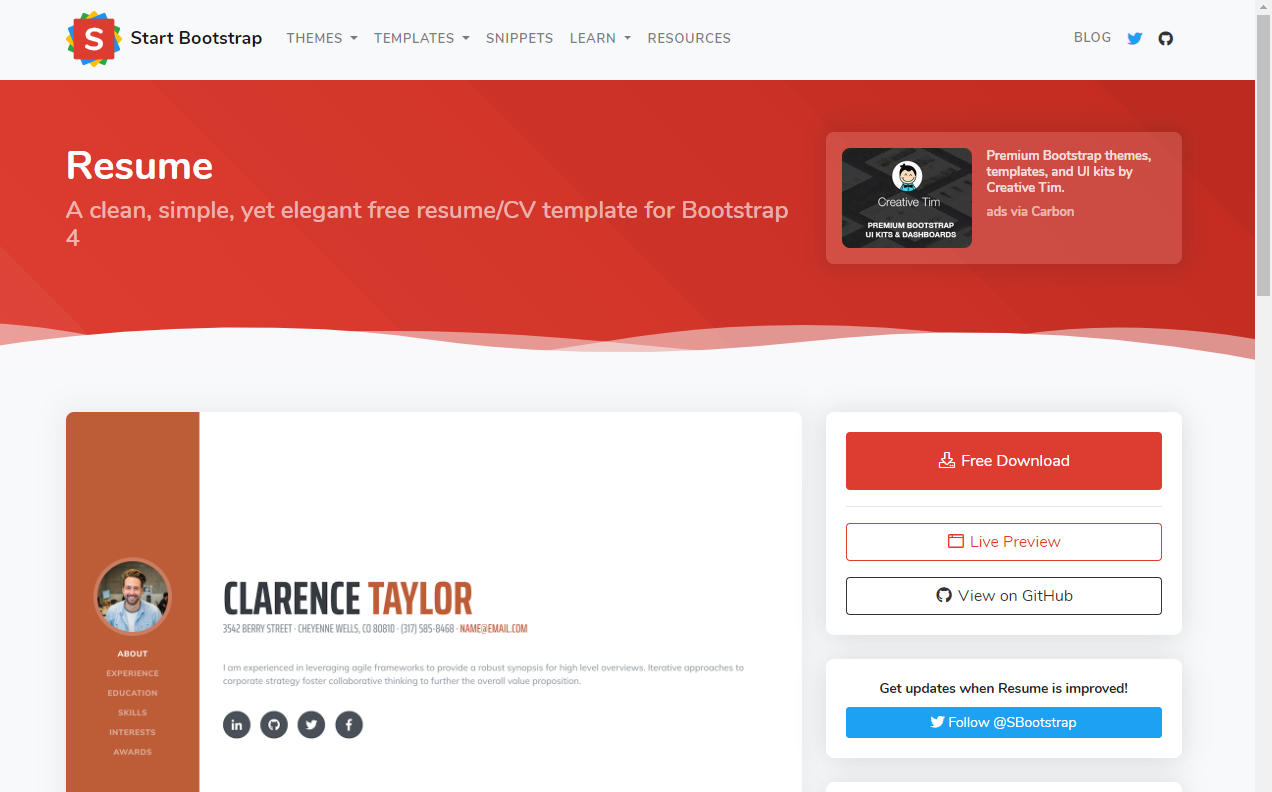 S
Start Bootstrap
THEMES
TEMPLATES
SNIPPETS
LEARN
RESOURCES
BLOG
Resume
A clean, simple, yet elegant free resume/CV template for Bootstrap
4
Creative Tim
PREMIUM BOOTSTRAP
UI KITS & DASHBOARDS
Premium Bootstrap themes,
templates, and UI kits by
Creative Tim.
ads via Carbon
ABOUT
EXPERIENCE
EDUCATION
SKILLS
INTERESTS
AWARDS
CLARENCE TAYLOR
3542 BERRY STREET · CHEYENNE WELLS, CO 80810 · (317) 585-8468 · NAME@EMAIL.COM
I am experienced in leveraging agile frameworks to provide a robust synopsis for high level overviews. Iterative approaches to
corporate strategy foster collaborative thinking to further the overall value proposition.
in
f
Free Download
Live Preview
View on GitHub
Get updates when Resume is improved!
Follow @SBootstrap